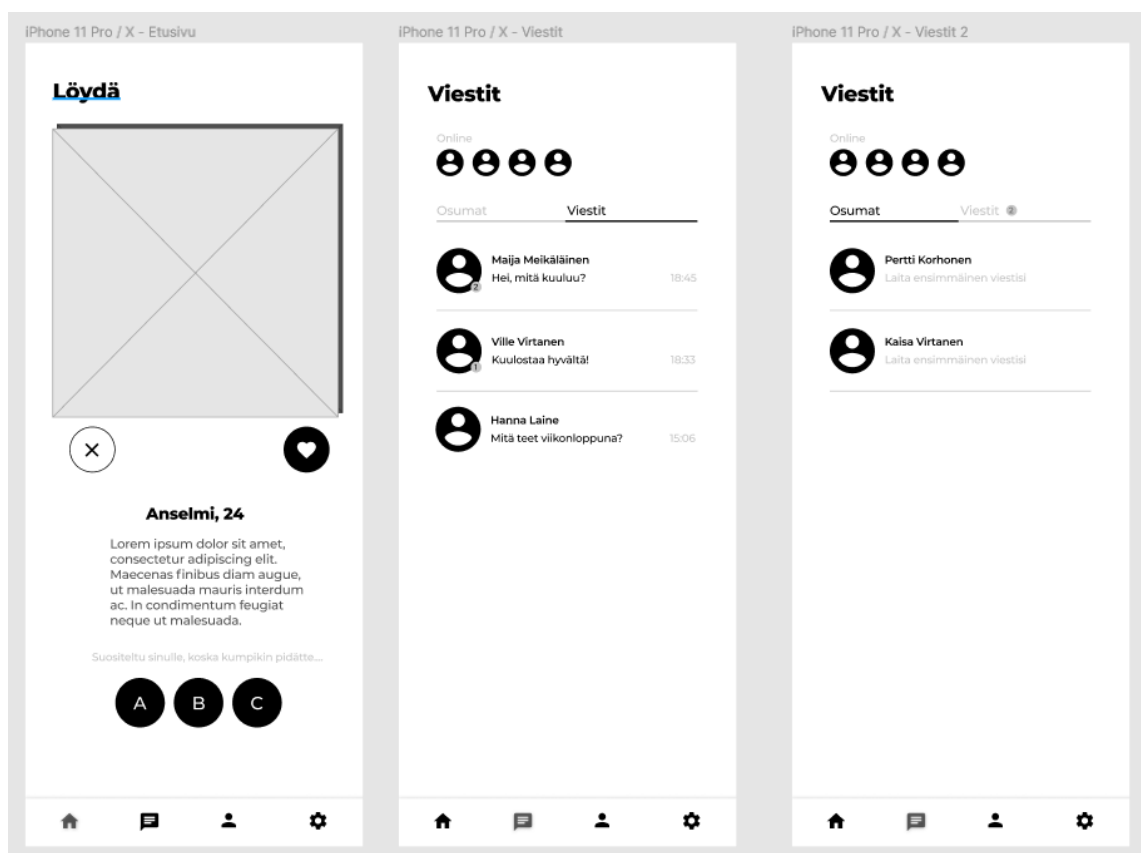 iPhone 11 Pro / X - Etusivu
Löydä
Anselmi, 24
Lorem ipsum dolor sit amet,
consectetur adipiscing elit.
Maecenas finibus diam augue,
ut malesuada mauris interdum
ac. In condimentum feugiat
neque ut malesuada.
Suositeltu sinulle, koska kumpikin pidätte....
A B C
iPhone 11 Pro / X - Viestit
Viestit
Online
Osumat Viestit
Maija Meikäläinen
Hei, mitä kuuluu? 18:45
2
Ville Virtanen
Kuulostaa hyvältä! 18:33
1
Hanna Laine
Mitä teet viikonloppuna? 15:06
iPhone 11 Pro / X - Viestit 2
Viestit
Online
Osumat Viestit 2
Pertti Korhonen
Laita ensimmäinen viestisi
Kaisa Virtanen
Laita ensimmäinen viestisi